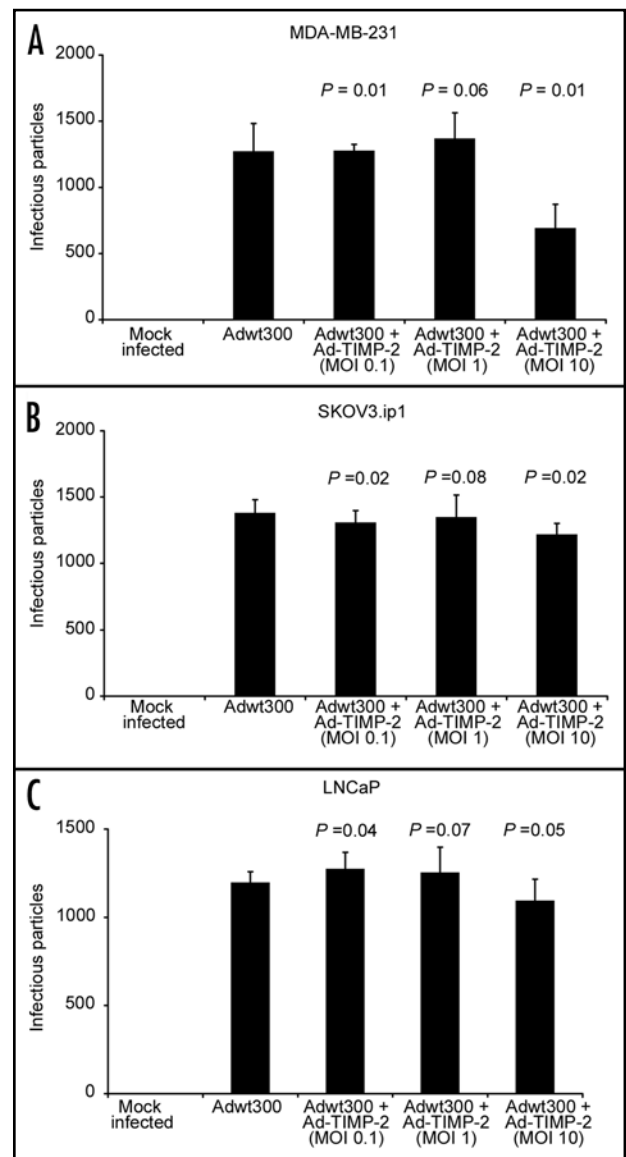 A
MDA-MB-231
2000
P = 0.01 P = 0.06 P = 0.01
1500
Infectious particles
1000
500
0
Mock Adwt300 Adwt300 + Adwt300 + Adwt300 +
infected Ad-TIMP-2 Ad-TIMP-2 Ad-TIMP-2
(MOI 0.1) (MOI 1) (MOI 10)
B
SKOV3.ip1
2000
P =0.02 P =0.08 P =0.02
1500
Infectious particles
1000
500
0
Mock Adwt300 Adwt300 + Adwt300 + Adwt300 +
infected Ad-TIMP-2 Ad-TIMP-2 Ad-TIMP-2
(MOI 0.1) (MOI 1) (MOI 10)
C
LNCaP
1500
P =0.04 P =0.07 P =0.05
Infectious particles
1000
500
0
Mock Adwt300 Adwt300 + Adwt300 + Adwt300 +
infected Ad-TIMP-2 Ad-TIMP-2 Ad-TIMP-2
(MOI 0.1) (MOI 1) (MOI 10)